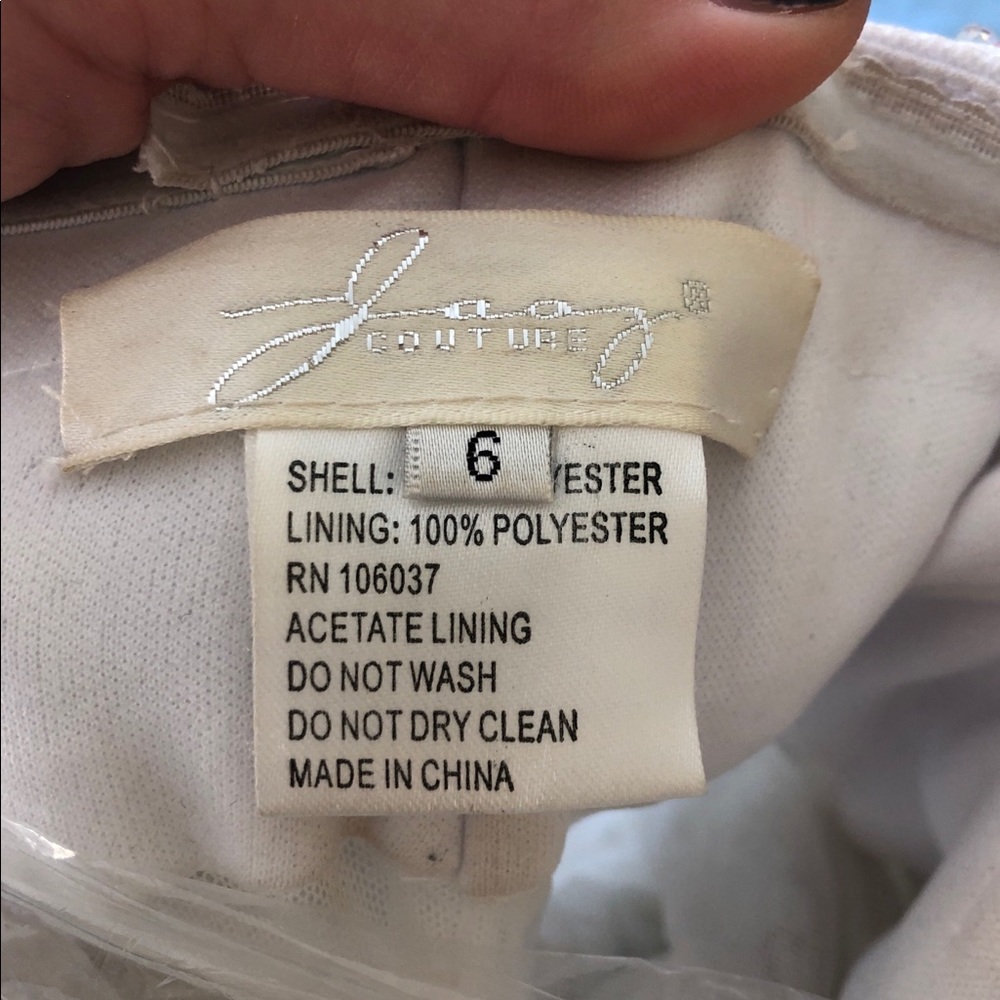 Jaaz
COUTURE
6
SHELL: YESTER
LINING: 100% POLYESTER
RN 106037
ACETATE LINING
DO NOT WASH
DO NOT DRY CLEAN
MADE IN CHINA